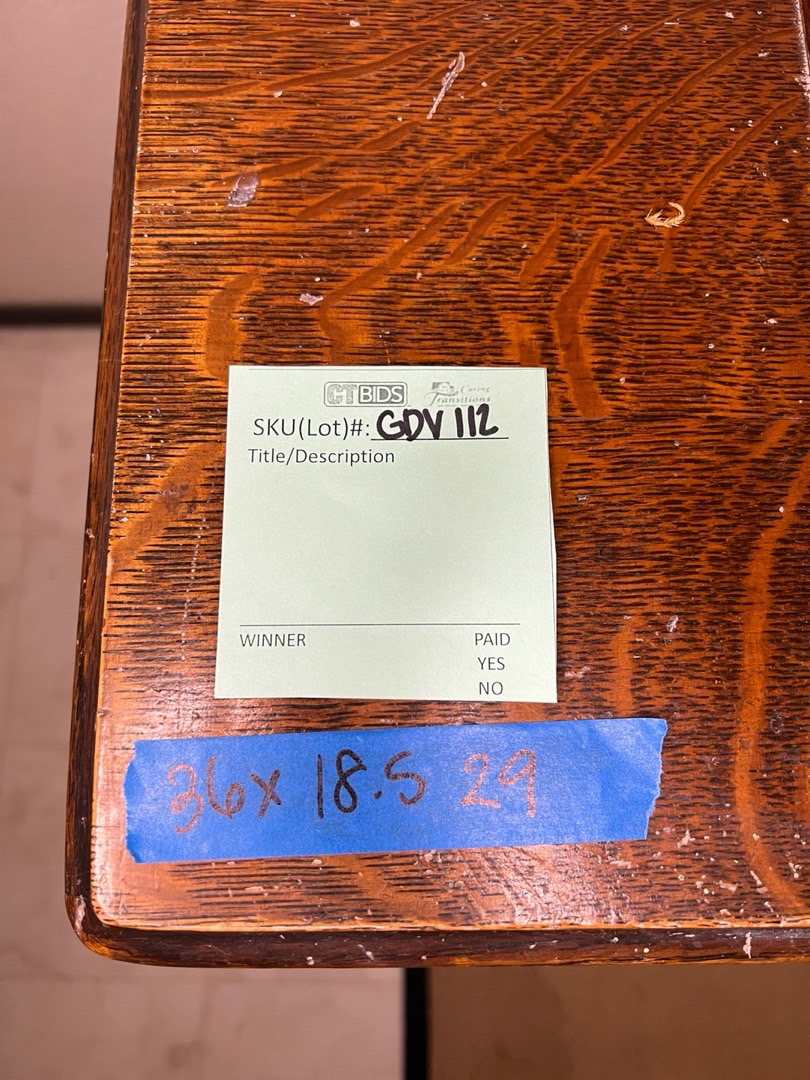 CTBIDS Caring
Transitions
SKU(Lot)#: GDV 112
Title/Description
WINNER PAID
YES
NO
36x 18.5 29